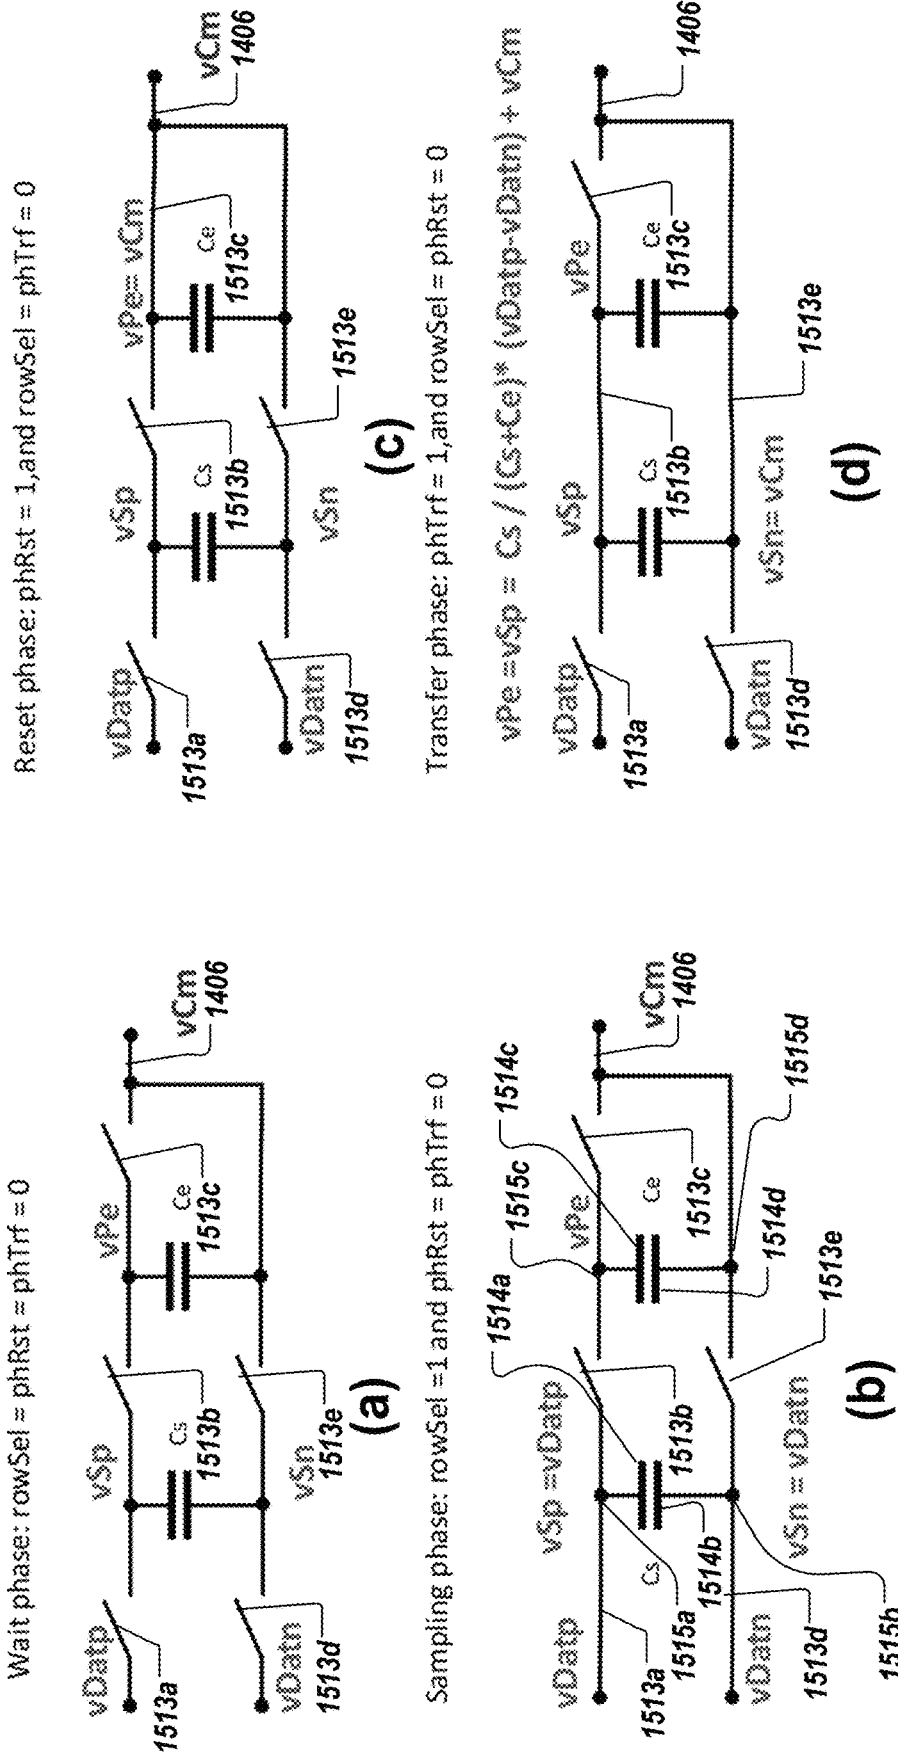 Wait phase: rowSel = phRst = phTrf = 0
vDatp
vSp
vPe
vCm
1406
1513a
Cs
1513b
Ce
1513c
vDatn
1513d
vSn
1513e
(a)
Sampling phase: rowSel =1 and phRst = phTrf = 0
1514a
1515c
1514c
vDatp
vSp =vDatp
vPe
vCm
1406
1513a
1515a
Cs
1514b
1513b
Ce
1513c
1514d
1515d
vDatn
1513d
vSn = vDatn
1513e
1515b
(b)
Reset phase: phRst = 1,and rowSel = phTrf = 0
vDatp
vSp
vPe= vCm
vCm
1406
1513a
Cs
1513b
Ce
1513c
vDatn
1513d
vSn
1513e
(c)
Transfer phase: phTrf = 1,and rowSel = phRst = 0
vPe =vSp = Cs / (Cs+Ce)* (vDatp-vDatn) + vCm
vDatp
vSp
vPe
1406
1513a
Cs
1513b
Ce
1513c
vDatn
1513d
vSn= vCm
1513e
(d)